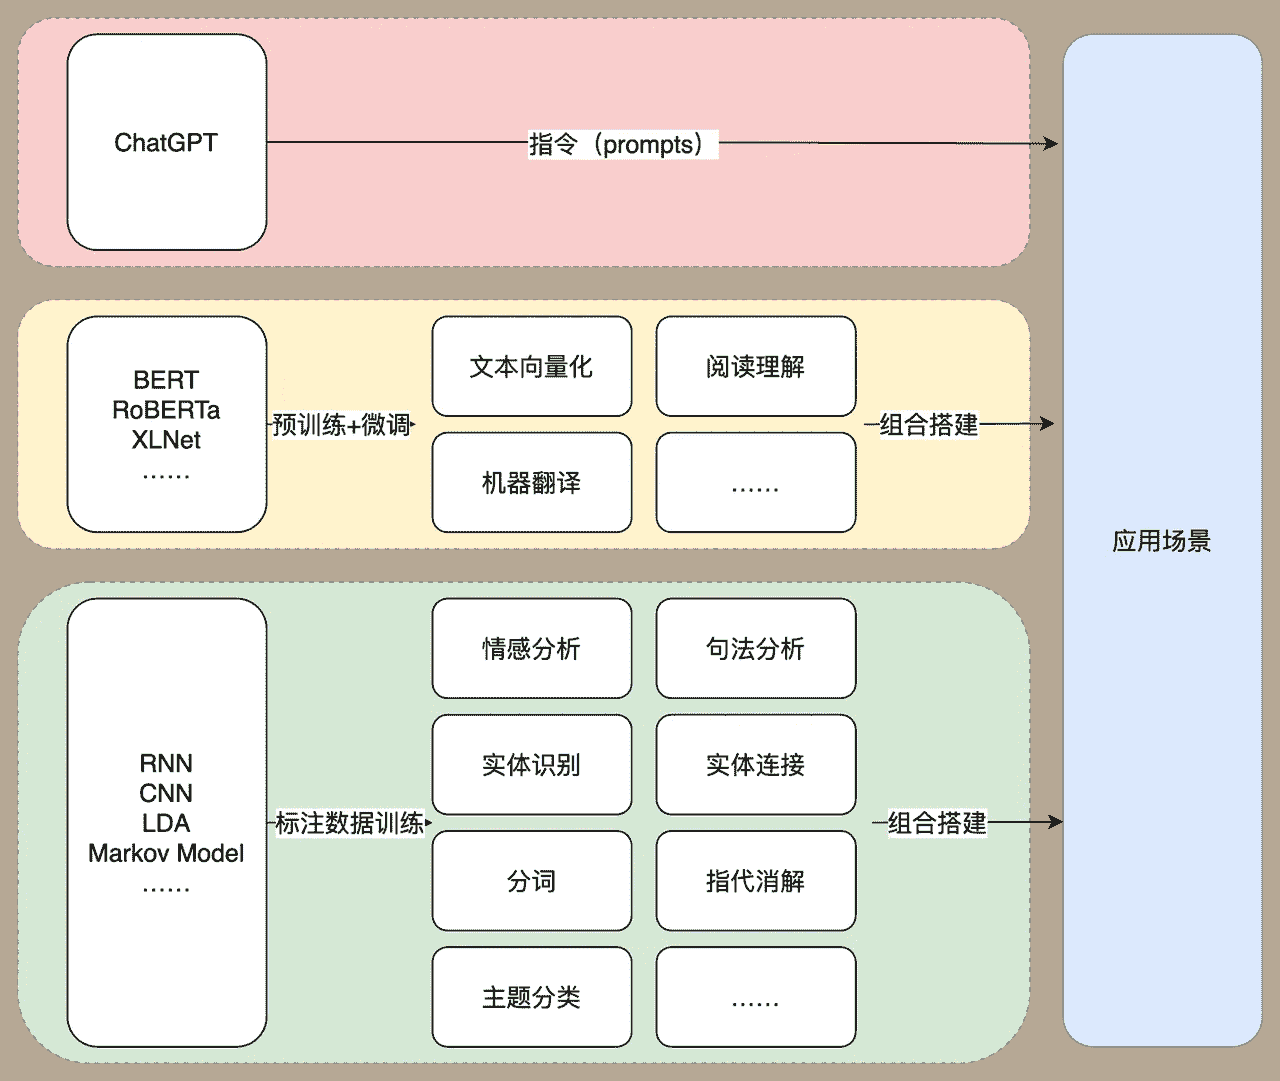 ChatGPT
指令（prompts）
BERT
RoBERTa
XLNet
……
预训练+微调
文本向量化
阅读理解
机器翻译
……
组合搭建
应用场景
RNN
CNN
LDA
Markov Model
……
标注数据训练
情感分析
句法分析
实体识别
实体连接
分词
指代消解
主题分类
……
组合搭建